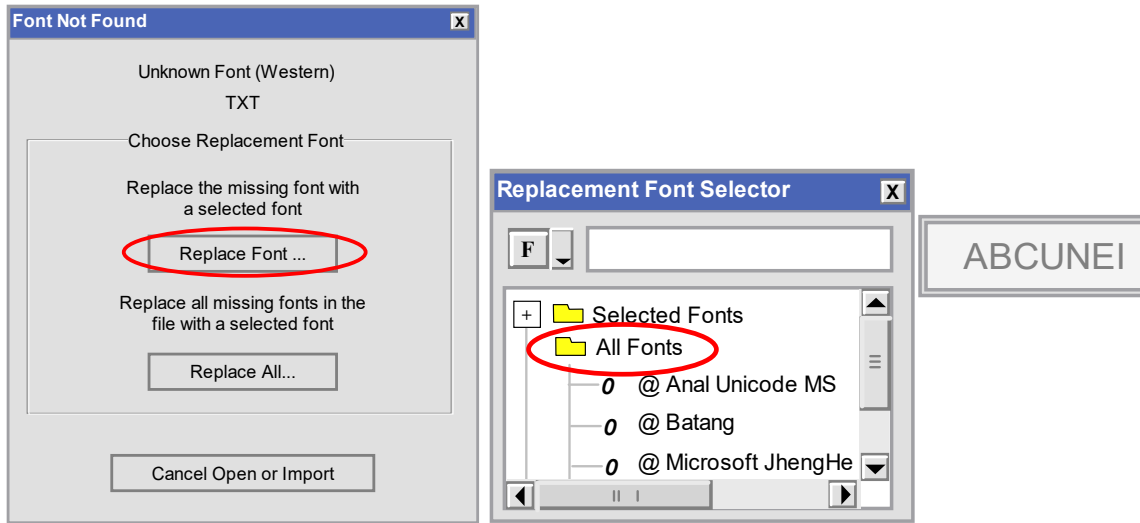 Font Not Found X
Unknown Font (Western)
TXT
Choose Replacement Font
Replace the missing font with
a selected font
Replace Font ...
Replace all missing fonts in the
file with a selected font
Replace All...
Cancel Open or Import
Replacement Font Selector X
F
+ Selected Fonts
All Fonts
0 @ Anal Unicode MS
0 @ Batang
0 @ Microsoft JhengHe
ABCUNEI